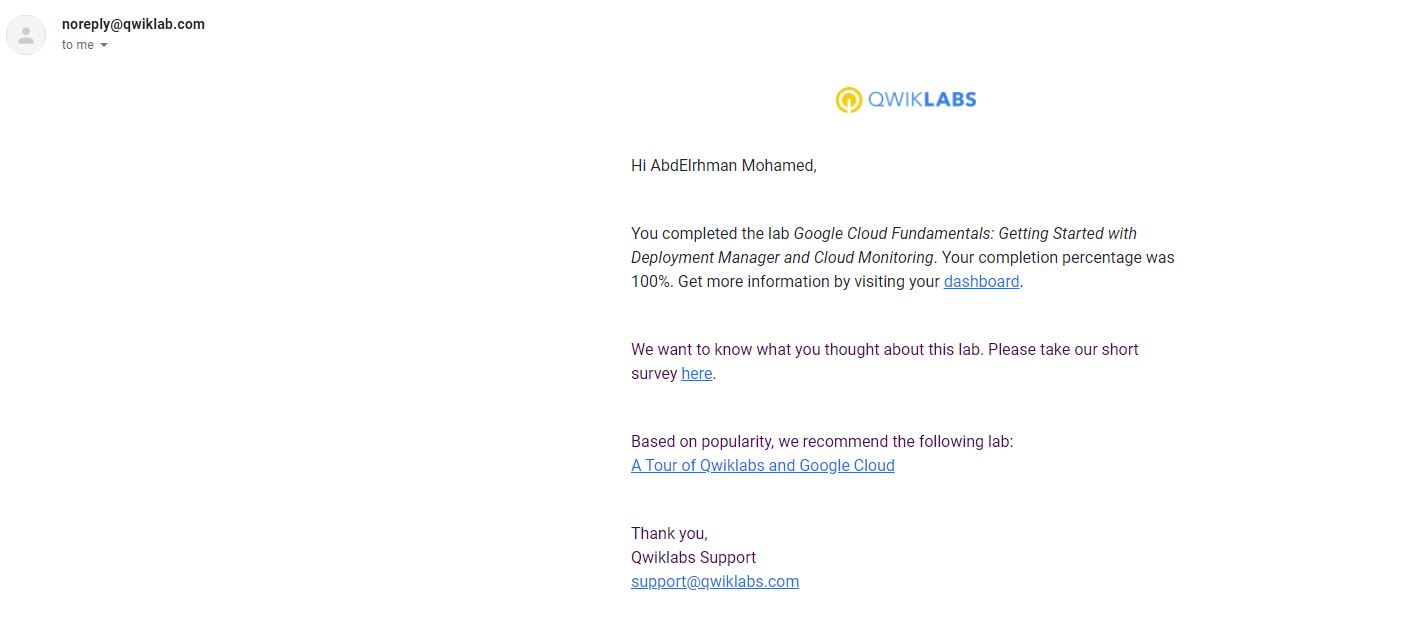 noreply@qwiklab.com
to me
QWIKLABS
Hi AbdElrhman Mohamed,
You completed the lab Google Cloud Fundamentals: Getting Started with
Deployment Manager and Cloud Monitoring. Your completion percentage was
100%. Get more information by visiting your dashboard.
We want to know what you thought about this lab. Please take our short
survey here.
Based on popularity, we recommend the following lab:
A Tour of Qwiklabs and Google Cloud
Thank you,
Qwiklabs Support
support@qwiklabs.com